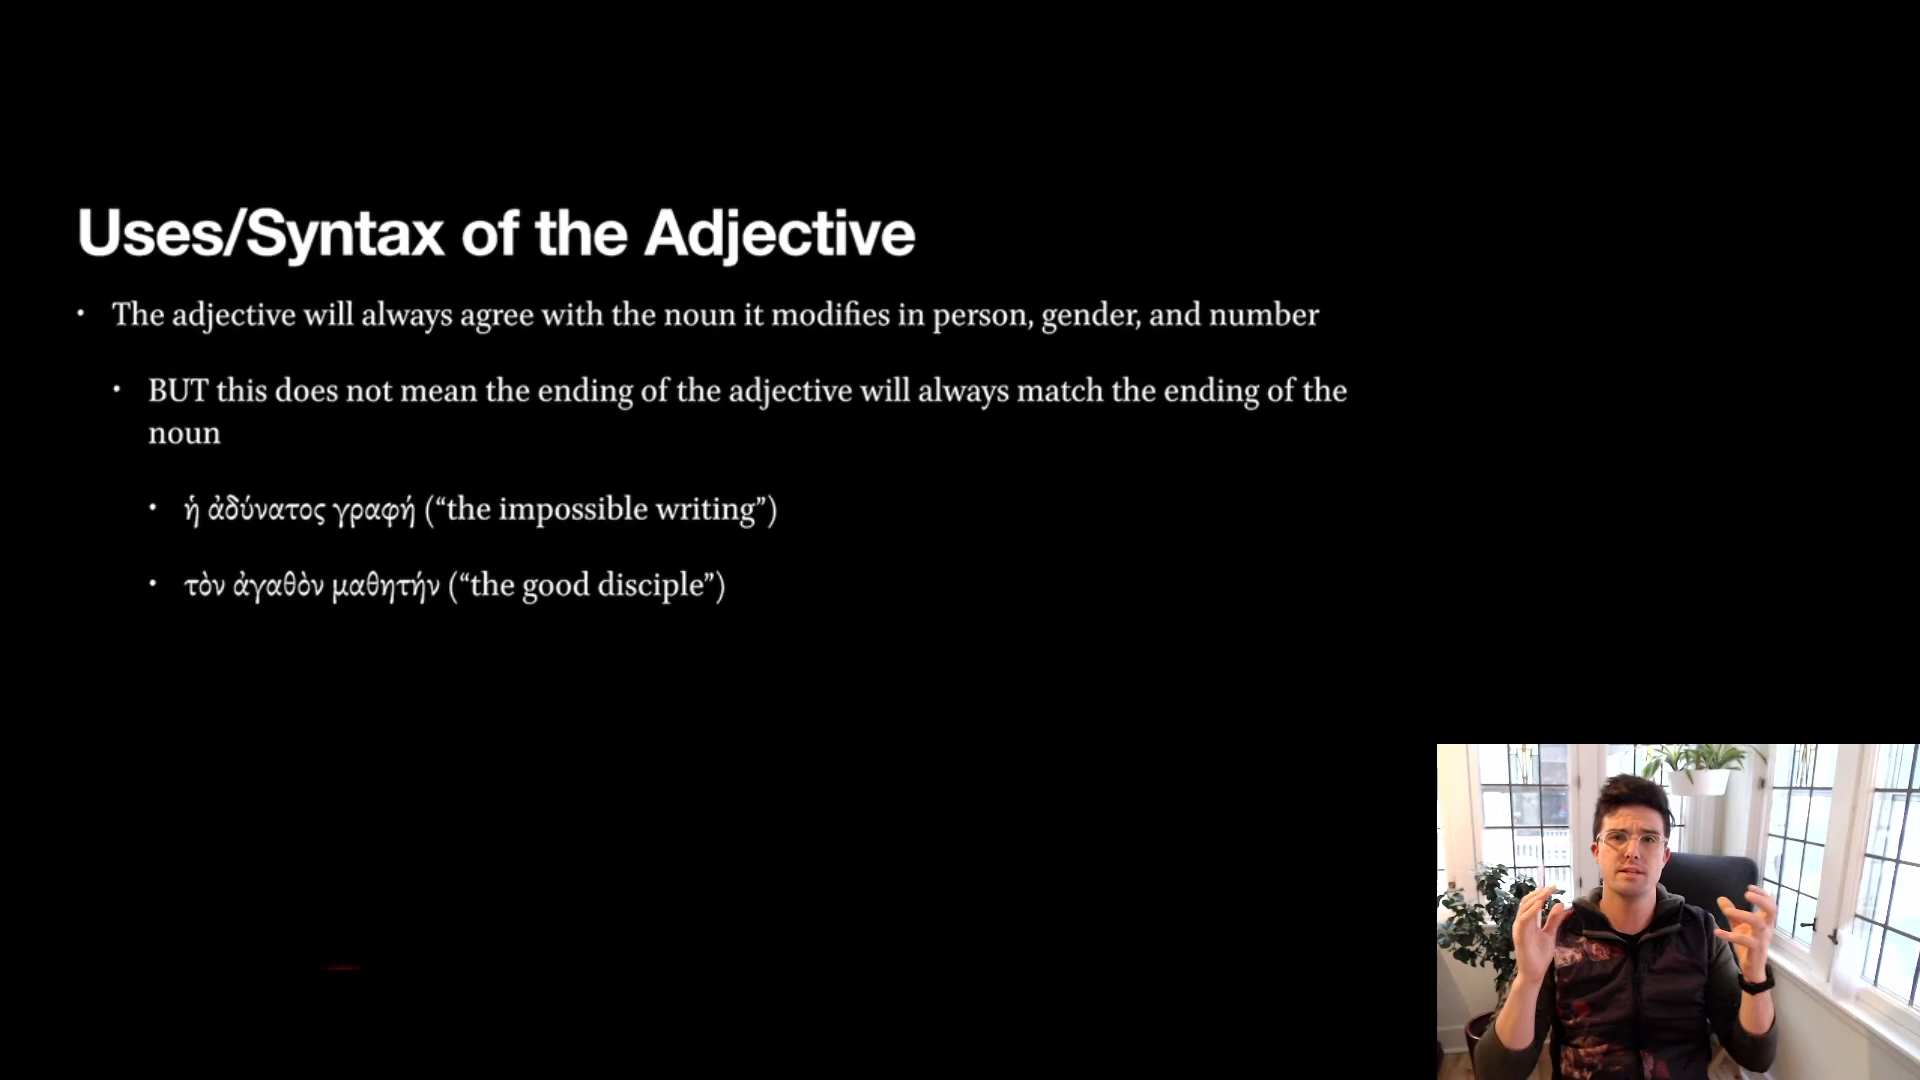 Uses/Syntax of the Adjective
• The adjective will always agree with the noun it modifies in person, gender, and number
• BUT this does not mean the ending of the adjective will always match the ending of the
noun
• ἡ ἀδύνατος γραφή (“the impossible writing”)
• τὸν ἀγαθὸν μαθητήν (“the good disciple”)